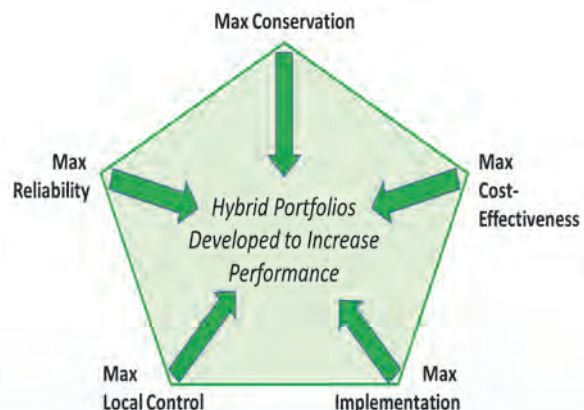 Max Conservation
Max
Reliability
Max
Cost-
Effectiveness
Hybrid Portfolios
Developed to Increase
Performance
Max
Local Control
Max
Implementation